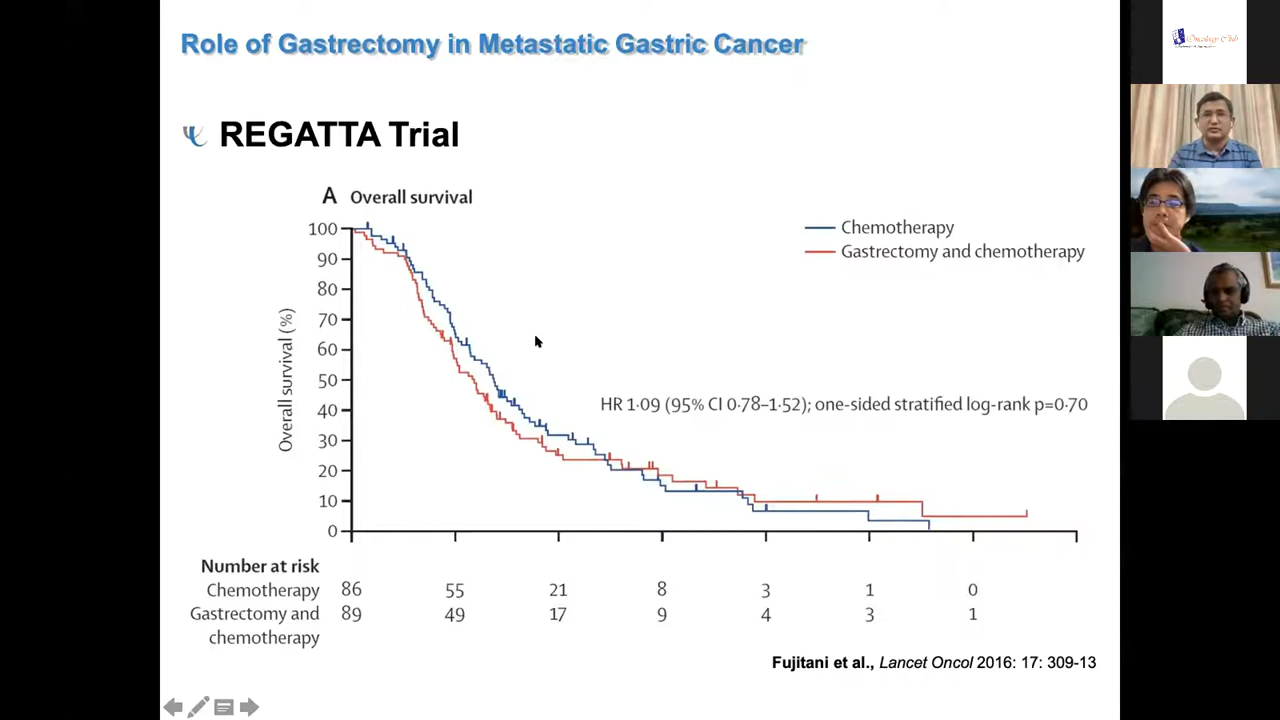 Role of Gastrectomy in Metastatic Gastric Cancer
REGATTA Trial
A Overall survival
100
90
80
70
60
50
40
30
20
10
0
Overall survival (%)
Chemotherapy
Gastrectomy and chemotherapy
HR 1·09 (95% CI 0·78–1·52); one-sided stratified log-rank p=0·70
Number at risk
Chemotherapy 86 55 21 8 3 1 0
Gastrectomy and 89 49 17 9 4 3 1
chemotherapy
Fujitani et al., Lancet Oncol 2016: 17: 309-13
Oncology Club